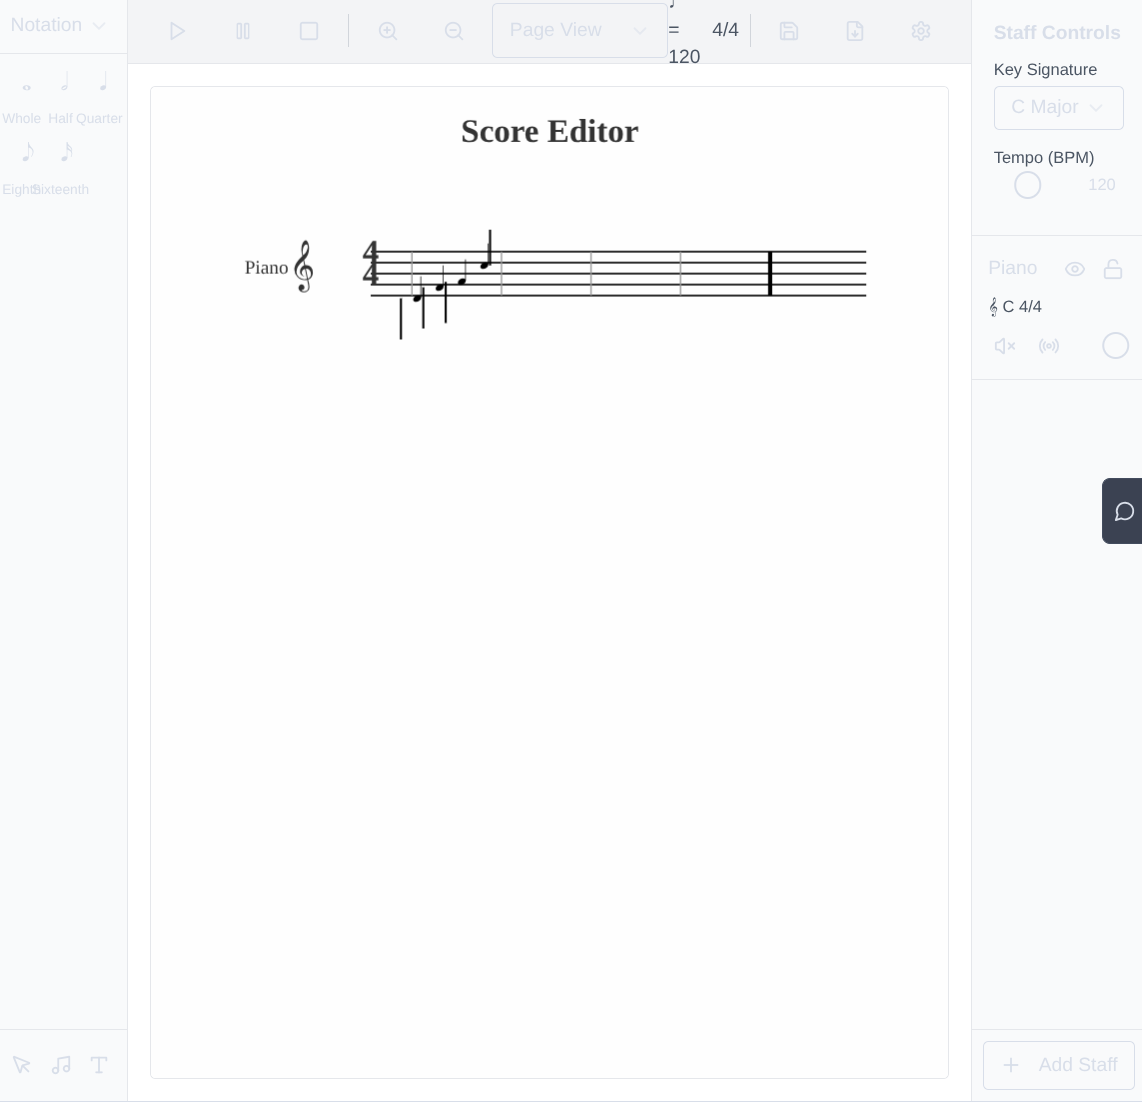 Notation
Whole Half Quarter
Eighth Sixteenth
Page View
♩ = 120
4/4
Score Editor
Piano
4
4
Staff Controls
Key Signature
C Major
Tempo (BPM)
120
Piano
𝄞 C 4/4
T
Add Staff